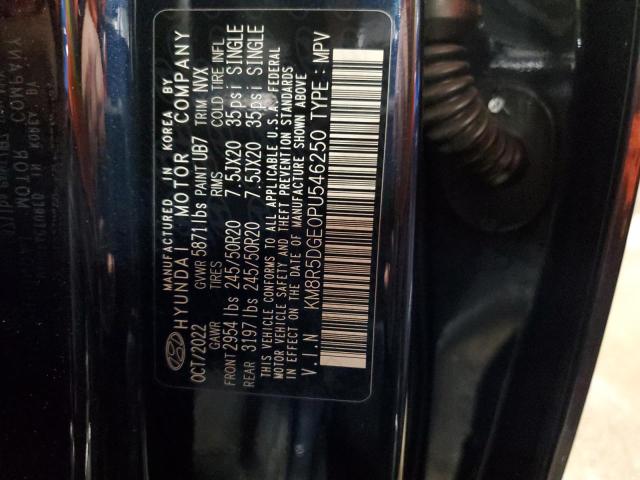 MANUFACTURED IN KOREA BY
HYUNDAI MOTOR COMPANY
OCT/2022 GVWR 5871 lbs PAINT UB7 TRIM NVX
GAWR TIRES RIMS COLD TIRE INFL
FRONT 2954 lbs 245/50R20 7.5JX20 35psi SINGLE
REAR 3197 lbs 245/50R20 7.5JX20 35psi SINGLE
THIS VEHICLE CONFORMS TO ALL APPLICABLE U.S.A. FEDERAL
MOTOR VEHICLE SAFETY AND THEFT PREVENTION STANDARDS
IN EFFECT ON THE DATE OF MANUFACTURE SHOWN ABOVE
V.I.N : KM8R5DGE0PU546250 TYPE : MPV